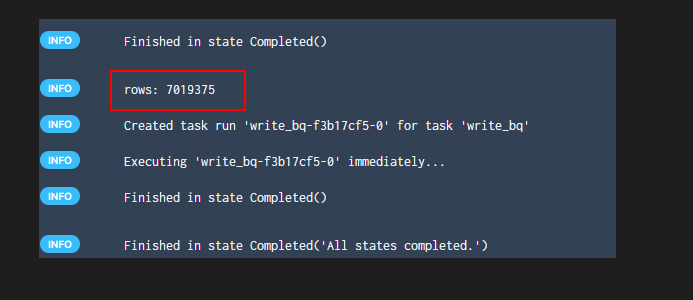 INFO Finished in state Completed()
INFO rows: 7019375
INFO Created task run 'write_bq-f3b17cf5-0' for task 'write_bq'
INFO Executing 'write_bq-f3b17cf5-0' immediately...
INFO Finished in state Completed()
INFO Finished in state Completed('All states completed.')